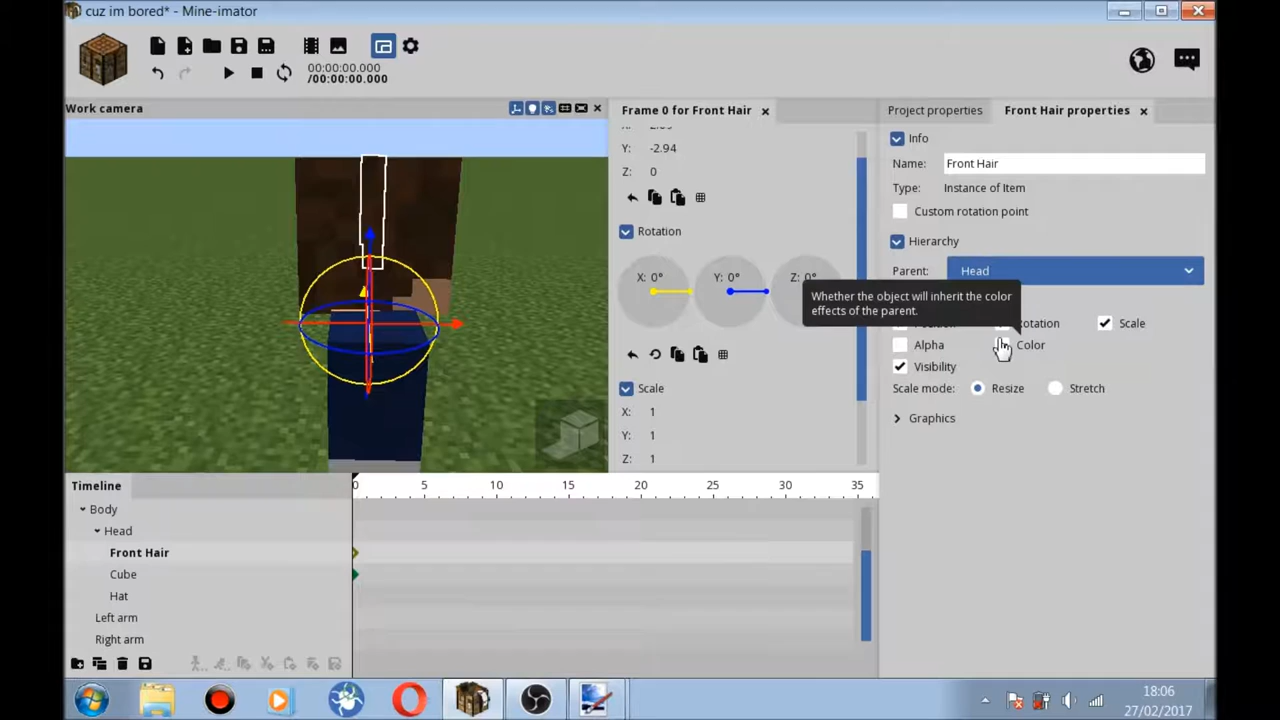 cuz im bored* - Mine-imator
00:00:00.000
/00:00:00.000
Work camera
Frame 0 for Front Hair
Y: -2.94
Z: 0
Rotation
X: 0° Y: 0° Z: 0°
Scale
X: 1
Y: 1
Z: 1
Project properties Front Hair properties
Info
Name: Front Hair
Type: Instance of Item
Custom rotation point
Hierarchy
Parent: Head
Whether the object will inherit the color
effects of the parent.
Scale
Alpha Color
Visibility
Scale mode: Resize Stretch
Graphics
Timeline
0 5 10 15 20 25 30 35
Body
Head
Front Hair
Cube
Hat
Left arm
Right arm
18:06
27/02/2017